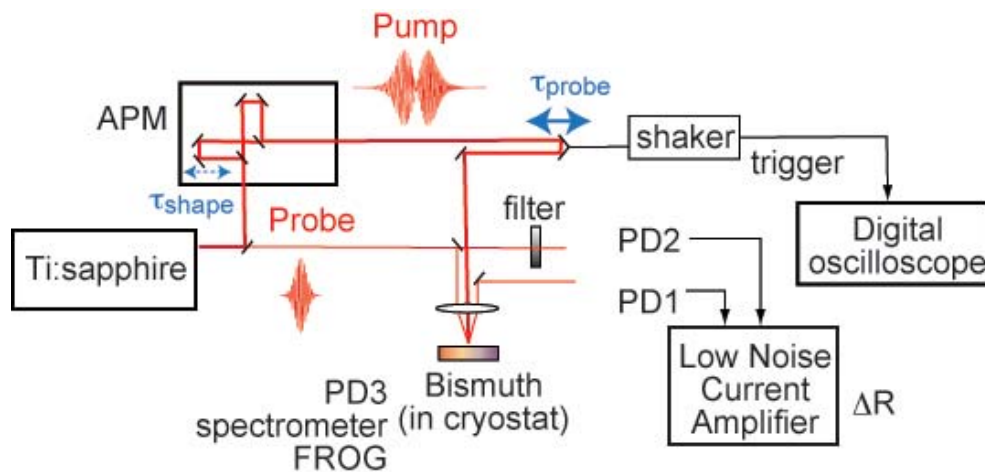 Pump
τprobe
APM
shaker
trigger
τshape
Probe
filter
Ti:sapphire
PD2
Digital
oscilloscope
PD1
Bismuth
(in cryostat)
PD3
spectrometer
FROG
Low Noise
Current
Amplifier
ΔR